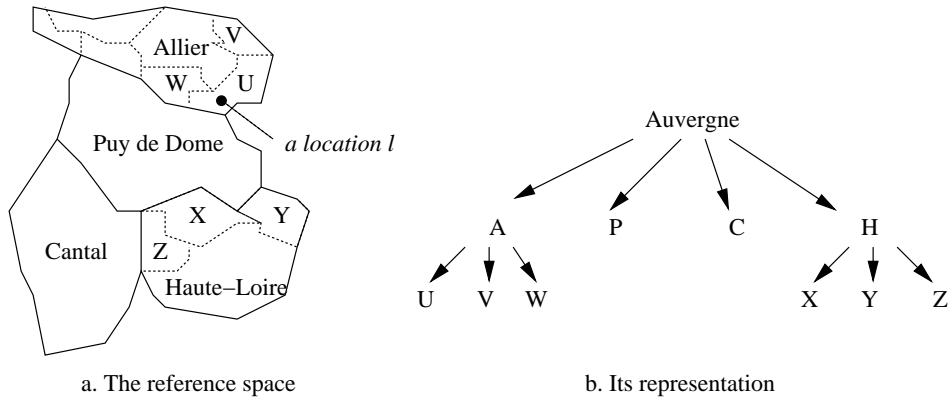 V
Allier
W
U
Puy de Dome
a location l
X
Y
Cantal
Z
Haute−Loire
a. The reference space
Auvergne
A
P
C
H
U
V
W
X
Y
Z
b. Its representation